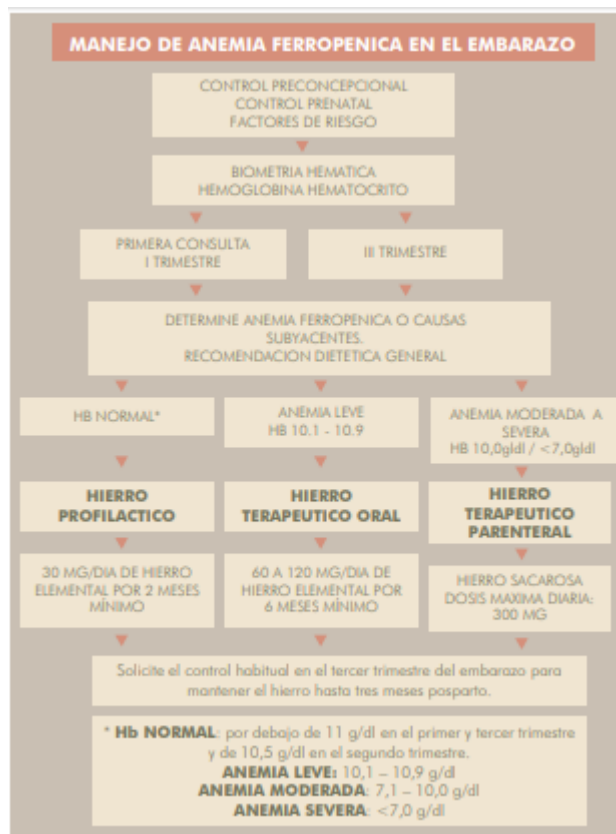 MANEJO DE ANEMIA FERROPENICA EN EL EMBARAZO
CONTROL PRECONCEPCIONAL
CONTROL PRENATAL
FACTORES DE RIESGO
BIOMETRIA HEMATICA
HEMOGLOBINA HEMATOCRITO
PRIMERA CONSULTA
I TRIMESTRE
III TRIMESTRE
DETERMINE ANEMIA FERROPENICA O CAUSAS
SUBYACENTES.
RECOMENDACION DIETETICA GENERAL
HB NORMAL*
ANEMIA LEVE
HB 10.1 - 10.9
ANEMIA MODERADA A
SEVERA
HB 10,0gldl / <7,0gldl
HIERRO
PROFILACTICO
HIERRO
TERAPEUTICO ORAL
HIERRO
TERAPEUTICO
PARENTERAL
30 MG/DIA DE HIERRO
ELEMENTAL POR 2 MESES
MÍNIMO
60 A 120 MG/DIA DE
HIERRO ELEMENTAL POR
6 MESES MÍNIMO
HIERRO SACAROSA
DOSIS MAXIMA DIARIA:
300 MG
Solicite el control habitual en el tercer trimestre del embarazo para
mantener el hierro hasta tres meses posparto.
* Hb NORMAL: por debajo de 11 g/dl en el primer y tercer trimestre
y de 10,5 g/dl en el segundo trimestre.
ANEMIA LEVE: 10,1 – 10,9 g/dl
ANEMIA MODERADA: 7,1 – 10,0 g/dl
ANEMIA SEVERA: <7,0 g/dl